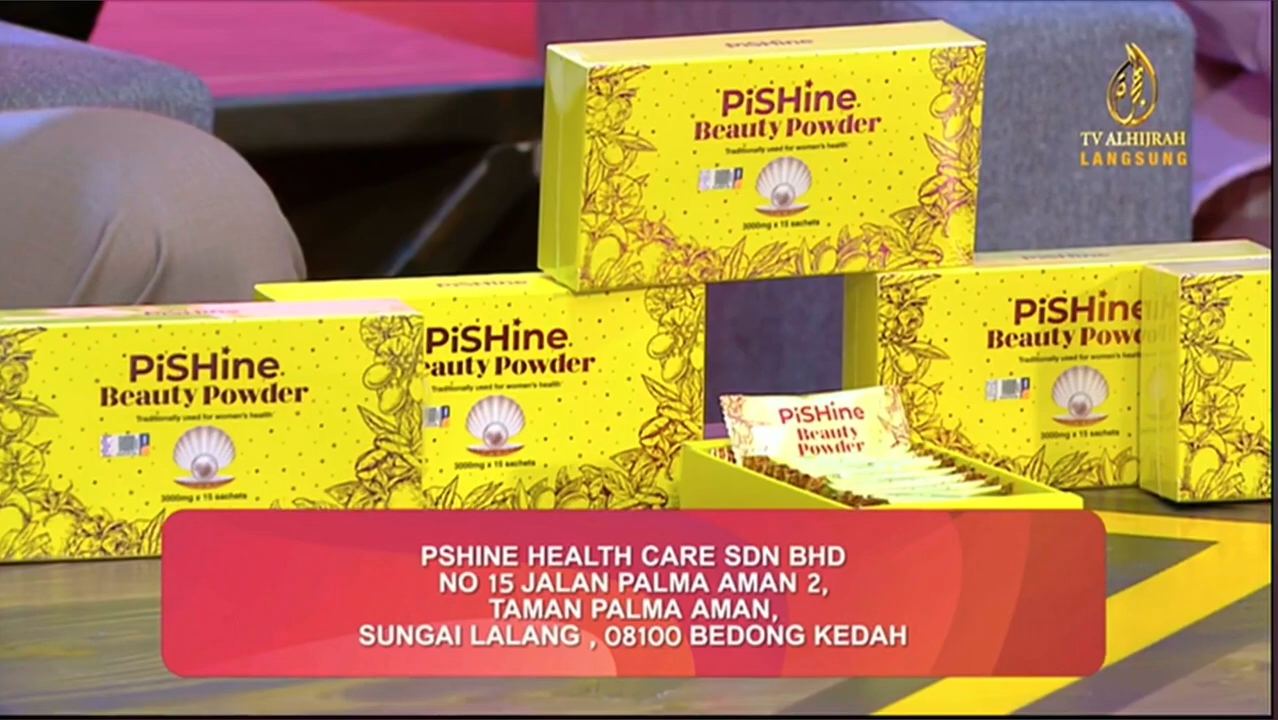 PiSHine
PiSHine
Beauty Powder
Traditionally used for women's health
3000mg x 15 sachets
TV ALHIJRAH
LANGSUNG
PiSHine
Beauty Powder
Traditionally used for women's health
3000mg x 15 sachets
PiSHine
eauty Powder
Traditionally used for women's health
3000mg x 15 sachets
PiSHine
Beauty
Powder
PiSHine
Beauty Powd
Traditionally used for women's health
3000mg x 15 sachets
PSHINE HEALTH CARE SDN BHD
NO 15 JALAN PALMA AMAN 2,
TAMAN PALMA AMAN,
SUNGAI LALANG , 08100 BEDONG KEDAH